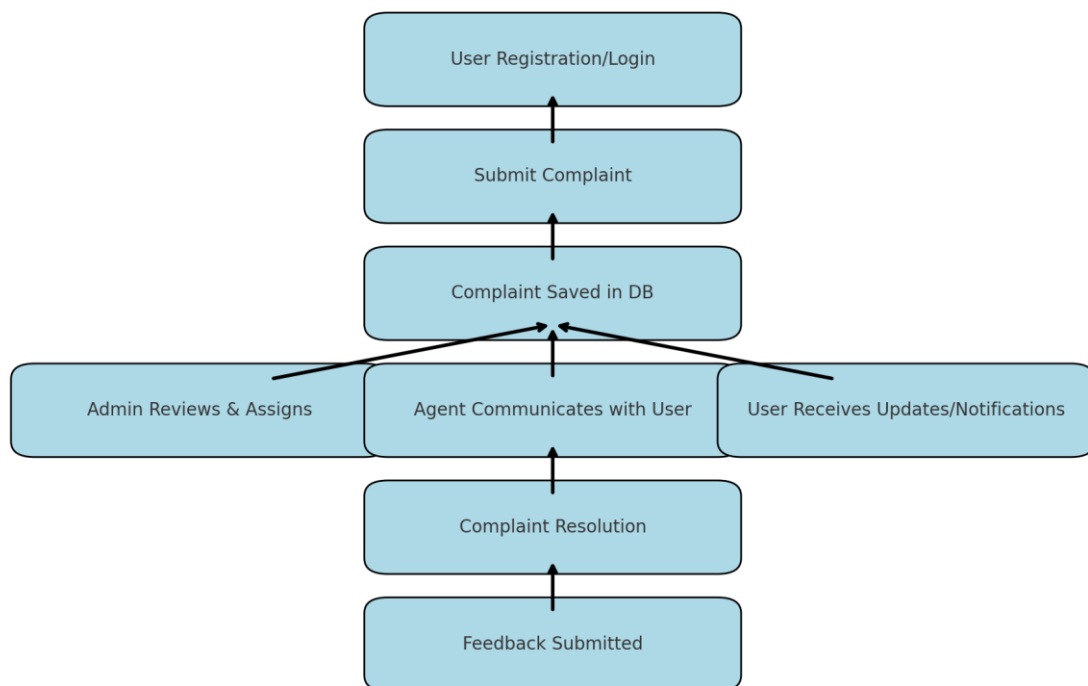 User Registration/Login
Submit Complaint
Complaint Saved in DB
Admin Reviews & Assigns
Agent Communicates with User
User Receives Updates/Notifications
Complaint Resolution
Feedback Submitted